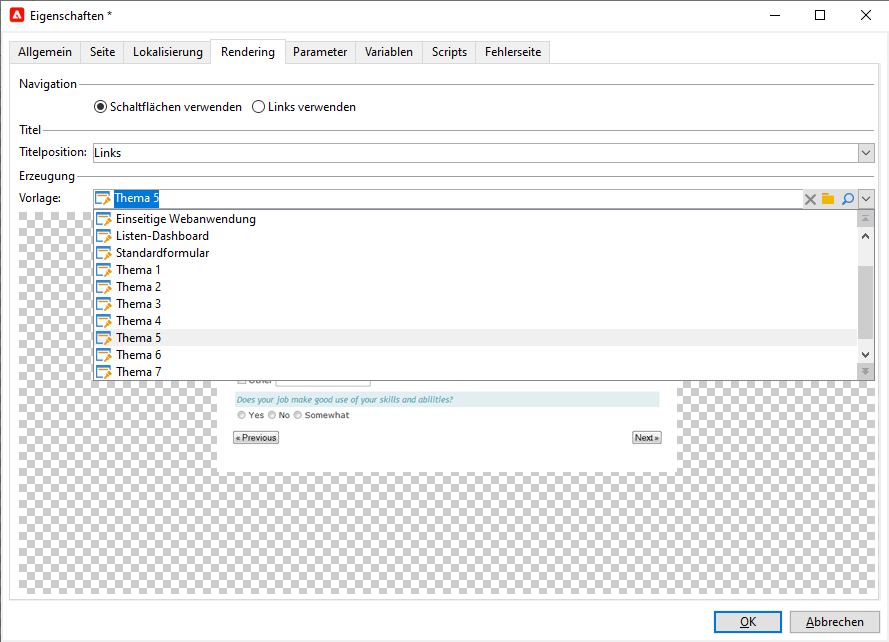 Eigenschaften *
Allgemein Seite Lokalisierung Rendering Parameter Variablen Scripts Fehlerseite
Navigation
Schaltflächen verwenden Links verwenden
Titel
Titelposition: Links
Erzeugung
Vorlage: Thema 5
Einseitige Webanwendung
Listen-Dashboard
Standardformular
Thema 1
Thema 2
Thema 3
Thema 4
Thema 5
Thema 6
Thema 7
Other
Does your job make good use of your skills and abilities?
Yes No Somewhat
« Previous Next »
OK Abbrechen